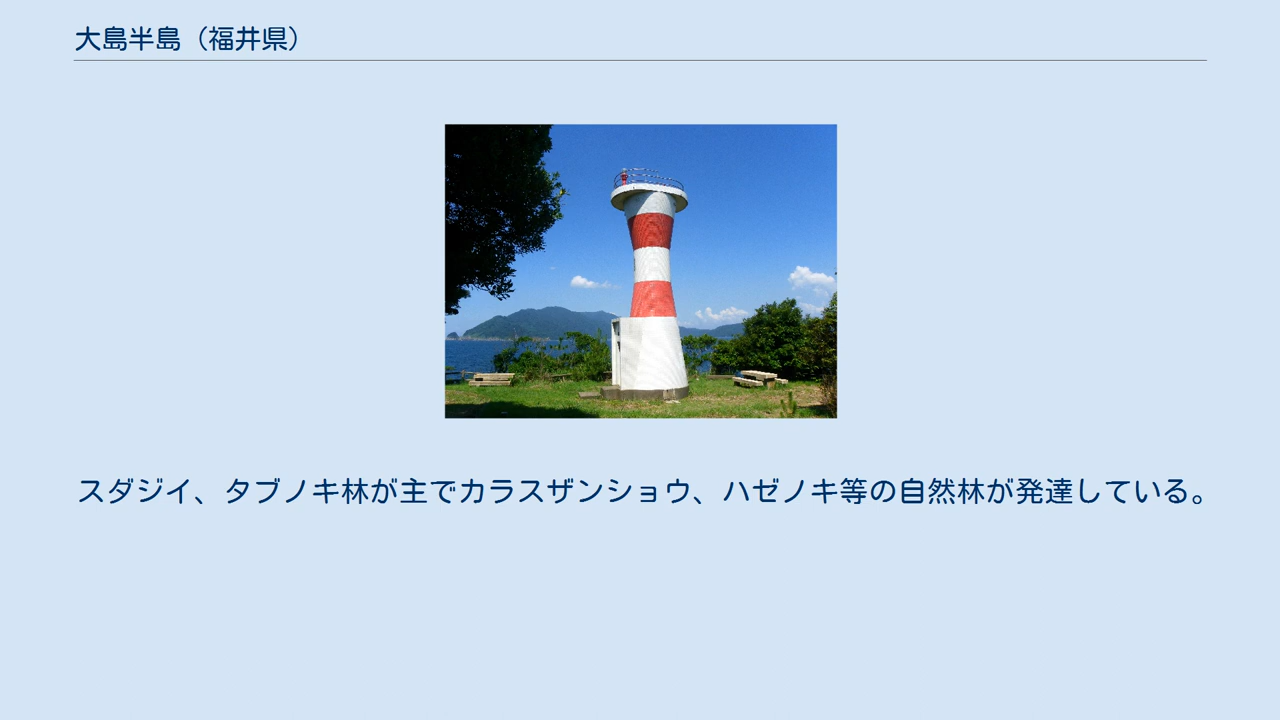 大島半島（福井県）
スダジイ、タブノキ林が主でカラスザンショウ、ハゼノキ等の自然林が発達している。